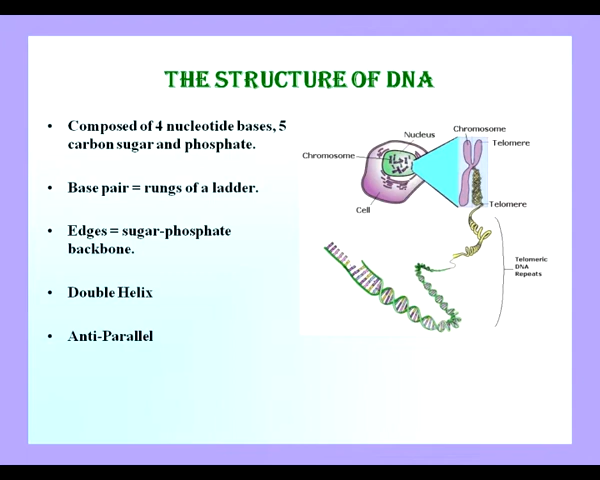 THE STRUCTURE OF DNA
• Composed of 4 nucleotide bases, 5
carbon sugar and phosphate.
• Base pair = rungs of a ladder.
• Edges = sugar-phosphate
backbone.
• Double Helix
• Anti-Parallel
Nucleus
Chromosome
Telomere
Chromosome
Cell
Telomere
Telomeric
DNA
Repeats